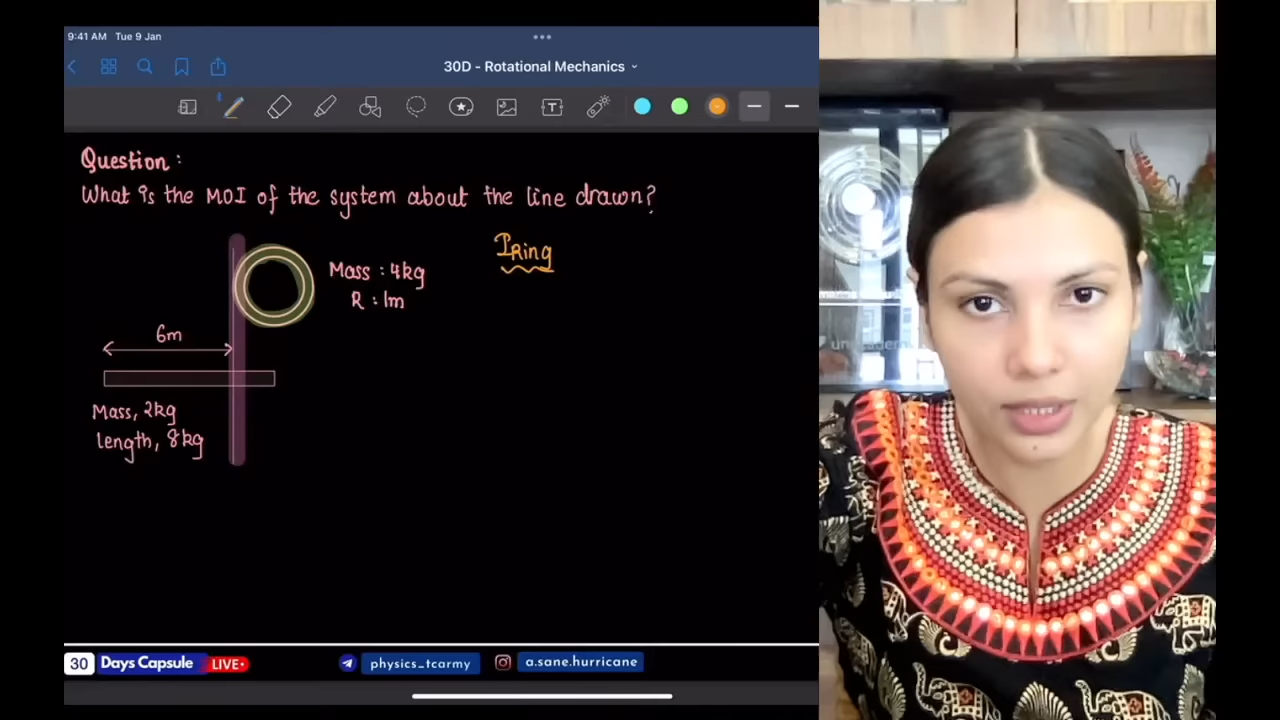 9:41 AM Tue 9 Jan
30D - Rotational Mechanics
Question :
What is the MOI of the system about the line drawn?
I Ring
Mass : 4kg
R : 1m
6m
Mass, 2kg
length, 8kg
30 Days Capsule LIVE
physics_tcarmy
a.sane.hurricane